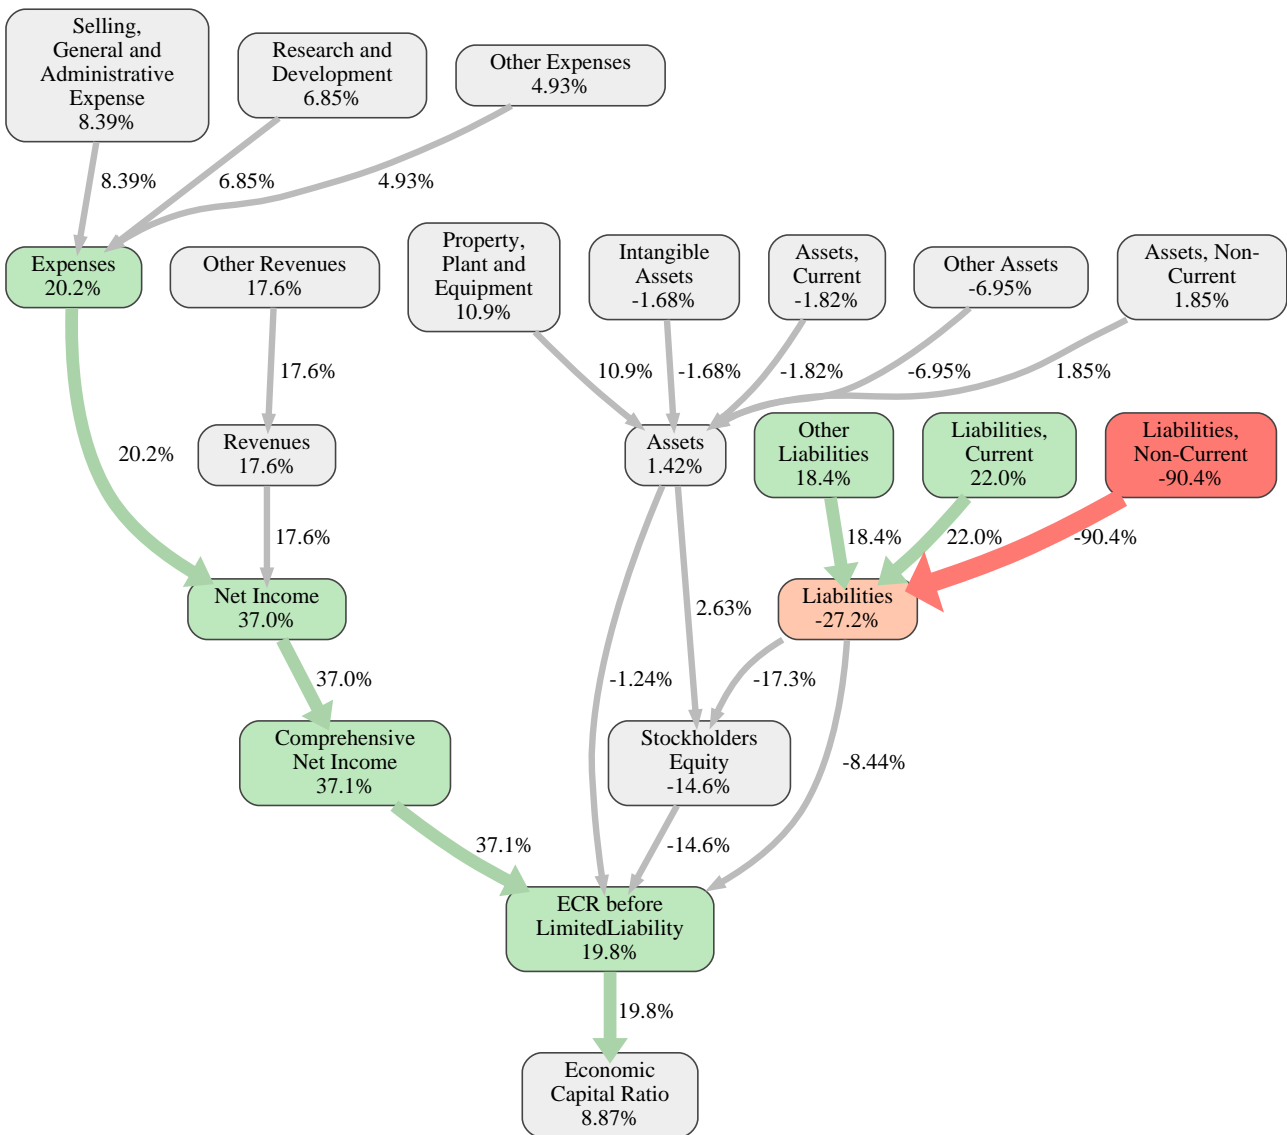 Selling,
General and
Administrative
Expense
8.39%
Research and
Development
6.85%
Other Expenses
4.93%
8.39%
6.85%
4.93%
Expenses
20.2%
Other Revenues
17.6%
Property,
Plant and
Equipment
10.9%
Intangible
Assets
-1.68%
Assets,
Current
-1.82%
Other Assets
-6.95%
Assets, Non-
Current
1.85%
17.6%
10.9%
-1.68%
-1.82%
-6.95%
1.85%
20.2%
Revenues
17.6%
Assets
1.42%
Other
Liabilities
18.4%
Liabilities,
Current
22.0%
Liabilities,
Non-Current
-90.4%
17.6%
18.4%
22.0%
-90.4%
Net Income
37.0%
2.63%
Liabilities
-27.2%
37.0%
-1.24%
-17.3%
Comprehensive
Net Income
37.1%
Stockholders
Equity
-14.6%
-8.44%
37.1%
-14.6%
ECR before
LimitedLiability
19.8%
19.8%
Economic
Capital Ratio
8.87%